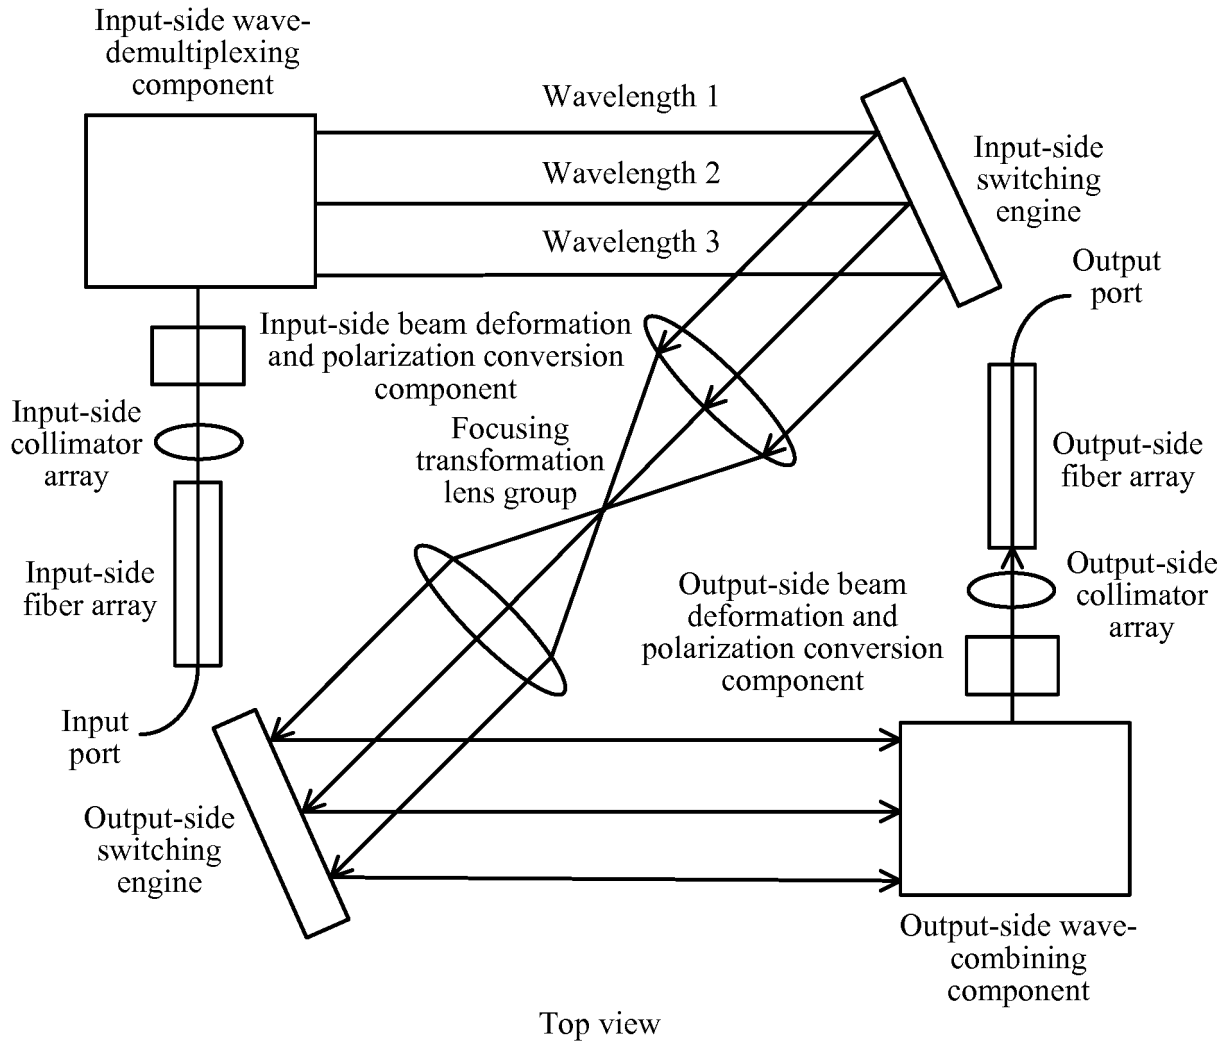 Input-side wave-
demultiplexing
component
Wavelength 1
Wavelength 2
Wavelength 3
Input-side
switching
engine
Output
port
Input-side beam deformation
and polarization conversion
component
Input-side
collimator
array
Focusing
transformation
lens group
Output-side
fiber array
Input-side
fiber array
Output-side
collimator
array
Output-side beam
deformation and
polarization conversion
component
Input
port
Output-side
switching
engine
Output-side wave-
combining
component
Top view